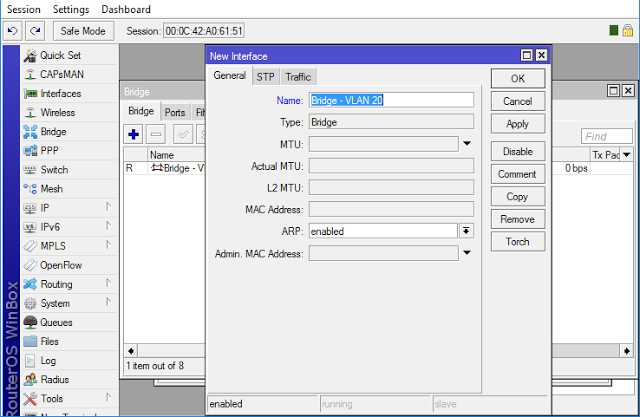 Session Settings Dashboard
Safe Mode Session: 00:0C:42:A0:61:51
Quick Set
CAPsMAN
Interfaces
Wireless
Bridge
PPP
Switch
Mesh
IP
IPv6
MPLS
OpenFlow
Routing
System
Queues
Files
Log
Radius
Tools
RouterOS WinBox
Bridge
Bridge Ports
Find
Name
Tx Pac
R Bridge - V
0 bps
1 item out of 8
New Interface
General STP Traffic
Name: Bridge - VLAN 20
Type: Bridge
MTU:
Actual MTU:
L2 MTU:
MAC Address:
ARP: enabled
Admin. MAC Address:
OK
Cancel
Apply
Disable
Comment
Copy
Remove
Torch
enabled running slave